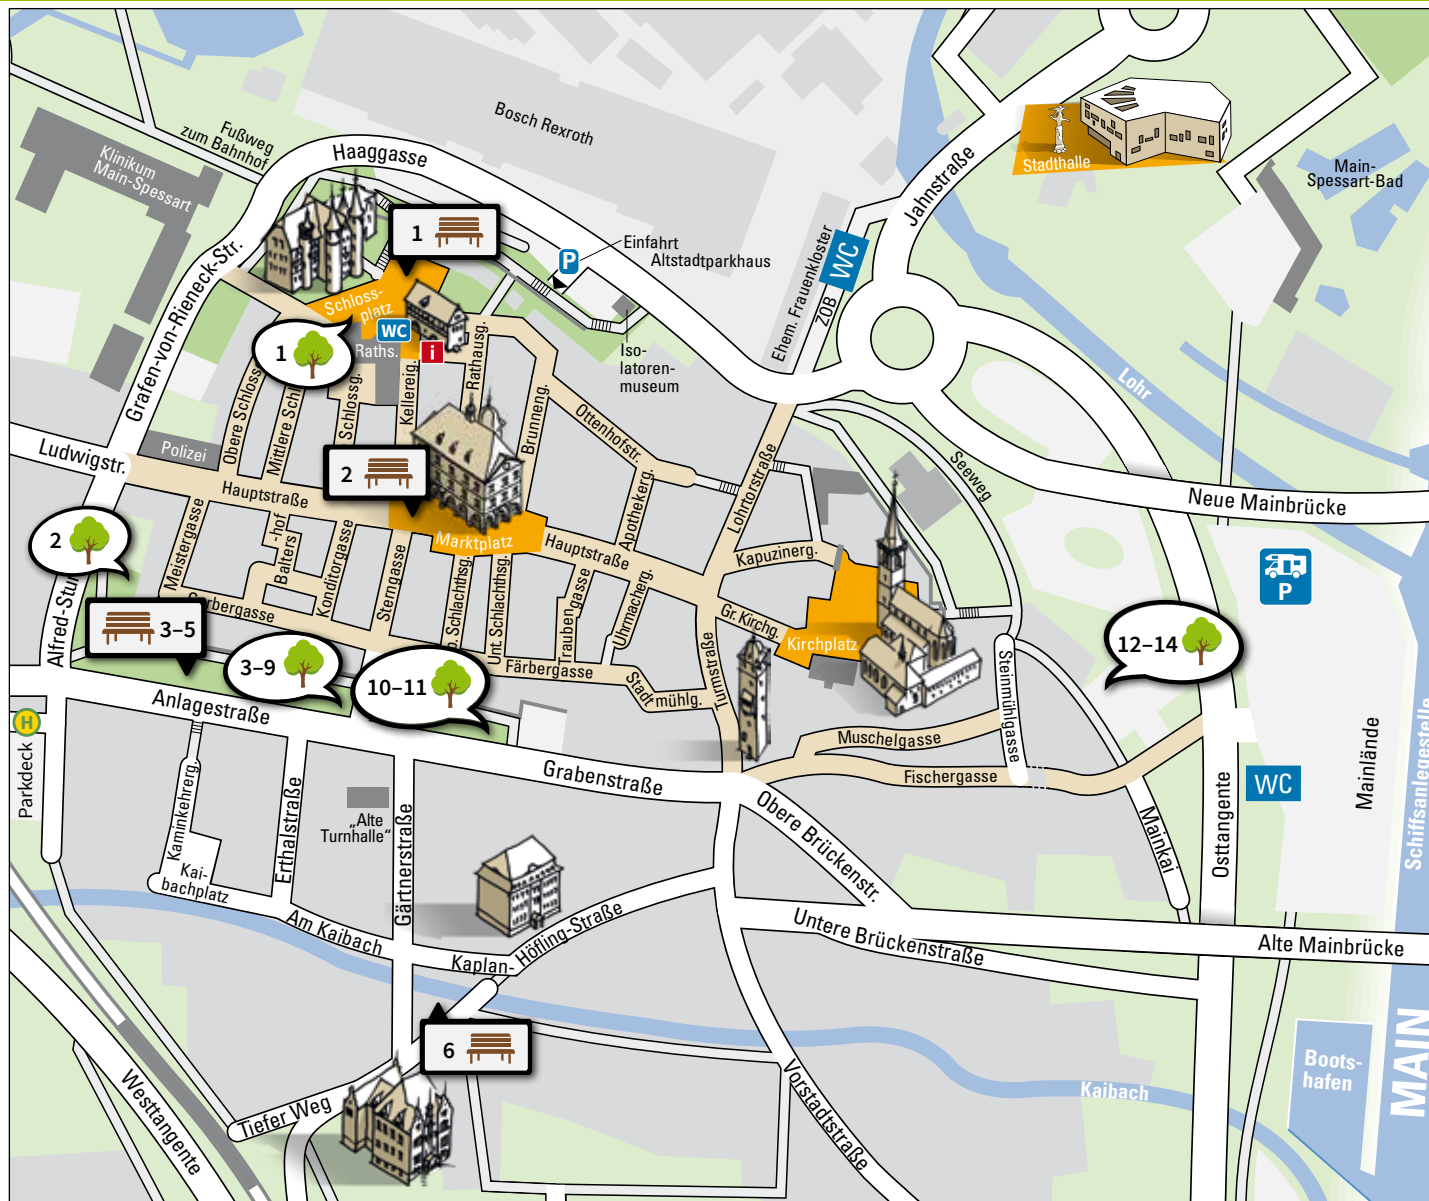 Bosch Rexroth
Fußweg
zum Bahnhof
Haaggasse
Klinikum
Main-Spessart
Stadthalle
Main-
Spessart-Bad
Jahnstraße
1
Grafen-von-Rieneck-Str.
P
Einfahrt
Altstadtparkhaus
Ehem. Frauenkloster
ZOB
WC
Schloss-
platz
WC
i
Raths.
1
Iso-
latoren-
museum
Rathausg.
Kellereig.
Schlossg.
Mittlere Schl
Obere Schloss
Brunneng.
Ottenhofstr.
Lohr
Ludwigstr.
Polizei
2
Hauptstraße
Marktplatz
Hauptstraße
Apothekerg.
Lohrtorstraße
Seeweg
Neue Mainbrücke
2
Meistergasse
Balters
-hof
Konditorgasse
Sterngasse
Kapuzinerg.
P
Gerbergasse
3–5
Alfred-Stu
3–9
10–11
o. Schlachthsg.
Unt. Schlachthsg.
Traubengasse
Uhrmacherg.
Färbergasse
Stadtmühlg.
Turmstraße
Gr. Kirchg.
Kirchplatz
Steinmühlgasse
12–14
Anlagestraße
H
Parkdeck
Muschelgasse
Fischergasse
Grabenstraße
Obere Brückenstr.
Mainkai
Osttangente
WC
Mainlände
Schiffsanlegestelle
Kaminkehrerg.
Kai-
bachplatz
Erthalstraße
„Alte
Turnhalle“
Gärtnerstraße
Am Kaibach
Kaplan-Höfling-Straße
Untere Brückenstraße
Alte Mainbrücke
6
Westtangente
Tiefer Weg
Vorstadtstraße
Kaibach
Boots-
hafen
MAIN